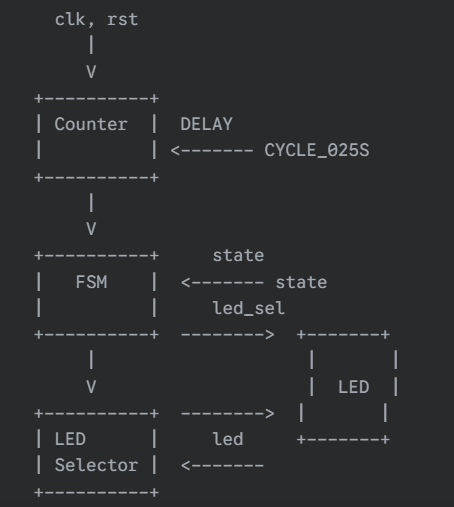 clk, rst
|
V
+----------+
| Counter  |  DELAY
|          | <------- CYCLE_025S
+----------+
|
V
+----------+     state
|   FSM    |  <------- state
|          |     led_sel
+----------+  -------->  +-------+
|                    |       |
V                    |  LED  |
+----------+  -------->  |       |
| LED      |     led     +-------+
| Selector |  <-------
+----------+